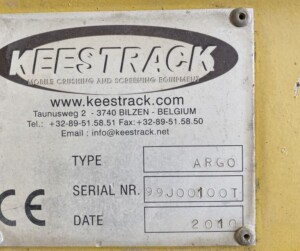 KEESTRACK
MOBILE CRUSHING AND SCREENING EQUIPMENT
www.keestrack.com
Taunusweg 2 - 3740 BILZEN - BELGIUM
Tel.: +32-89-51.58.51 Fax:+32-89-51.58.50
Email : info@keestrack.net
TYPE ARGO
SERIAL NR. 99J00100T
CE
DATE 2010